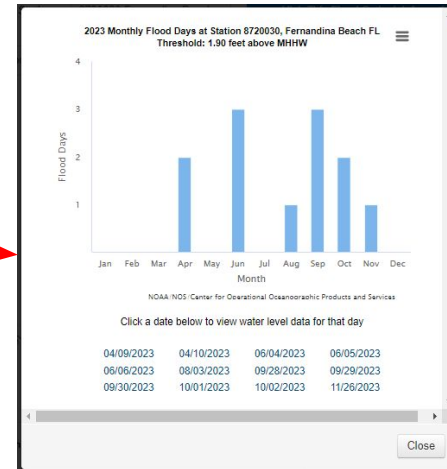 2023 Monthly Flood Days at Station 8720030, Fernandina Beach FL
Threshold: 1.90 feet above MHHW
4
3
2
1
Flood Days
Jan Feb Mar Apr May Jun Jul Aug Sep Oct Nov Dec
Month
NOAA/NOS/Center for Operational Oceanographic Products and Services
Click a date below to view water level data for that day
04/09/2023 04/10/2023 06/04/2023 06/05/2023
06/06/2023 08/03/2023 09/28/2023 09/29/2023
09/30/2023 10/01/2023 10/02/2023 11/26/2023
Close